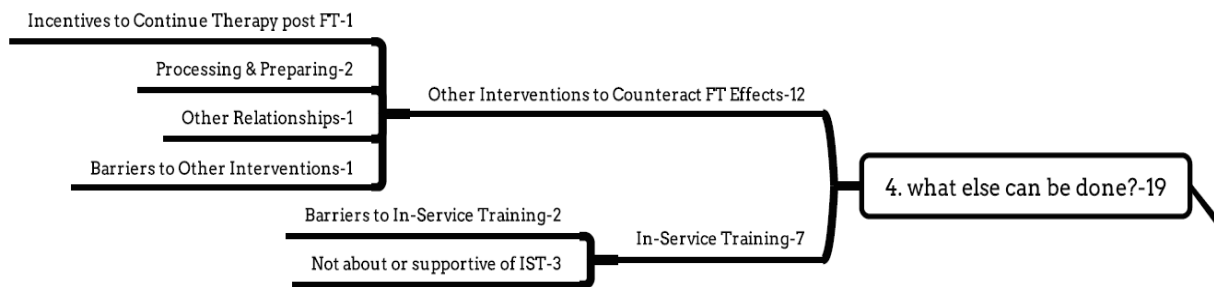 Incentives to Continue Therapy post FT-1
Processing & Preparing-2
Other Relationships-1
Barriers to Other Interventions-1
Other Interventions to Counteract FT Effects-12
Barriers to In-Service Training-2
Not about or supportive of IST-3
In-Service Training-7
4. what else can be done?-19